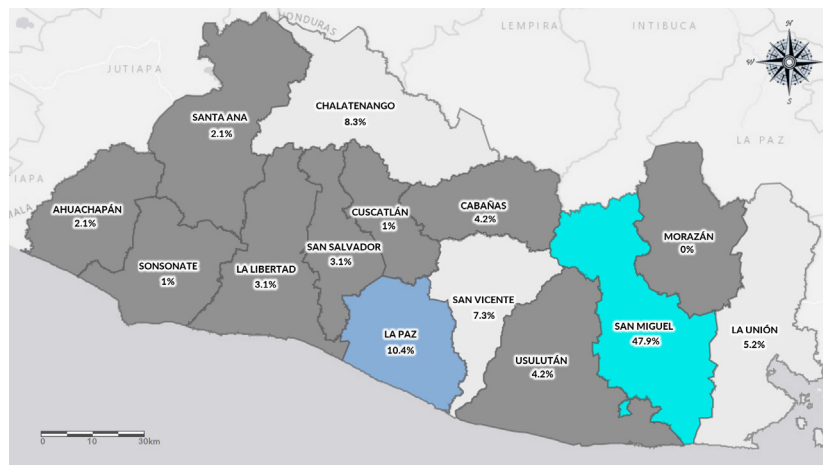 HONDURAS
LEMPIRA
INTIBUCA
N
W
S
JUTIAPA
CHALATENANGO
8.3%
SANTA ANA
2.1%
LA PAZ
IAPA
AHUACHAPÁN
2.1%
CUSCATLÁN
1%
CABAÑAS
4.2%
MORAZÁN
0%
SAN SALVADOR
3.1%
SONSONATE
1%
LA LIBERTAD
3.1%
SAN VICENTE
7.3%
LA PAZ
10.4%
SAN MIGUEL
47.9%
LA UNIÓN
5.2%
USULUTÁN
4.2%
0 10 30km